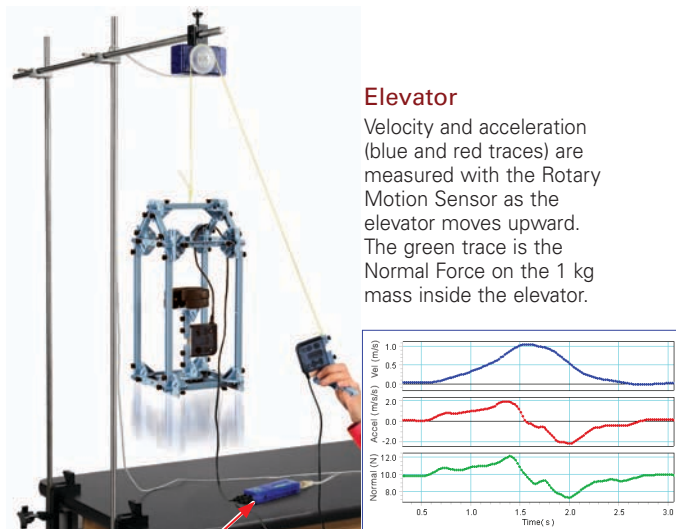 Elevator
Velocity and acceleration
(blue and red traces) are
measured with the Rotary
Motion Sensor as the
elevator moves upward.
The green trace is the
Normal Force on the 1 kg
mass inside the elevator.
Vel (m/s)
1.0
0.5
0.0
Accel (m/s/s)
2.0
0.0
-2.0
Normal (N)
12.0
10.0
8.0
0.5 1.0 1.5 2.0 2.5 3.0
Time( s )